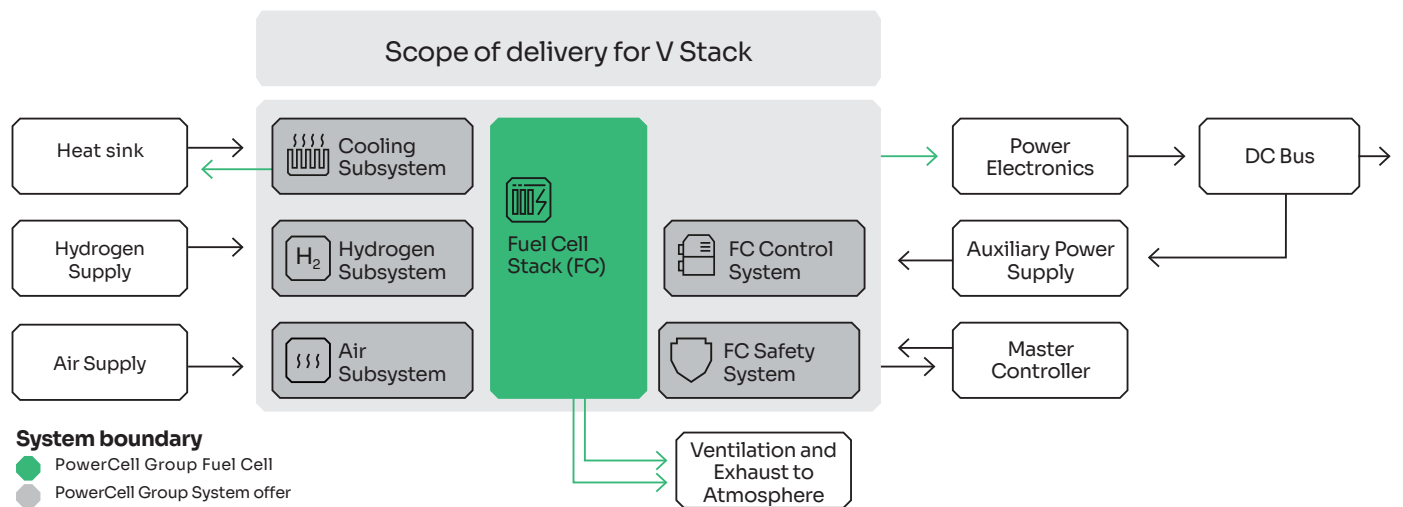 Scope of delivery for V Stack
Heat sink
Cooling
Subsystem
Hydrogen
Supply
H₂
Hydrogen
Subsystem
Air Supply
Air
Subsystem
Fuel Cell
Stack (FC)
FC Control
System
FC Safety
System
Power
Electronics
DC Bus
Auxiliary Power
Supply
Master
Controller
Ventilation and
Exhaust to
Atmosphere
System boundary
PowerCell Group Fuel Cell
PowerCell Group System offer